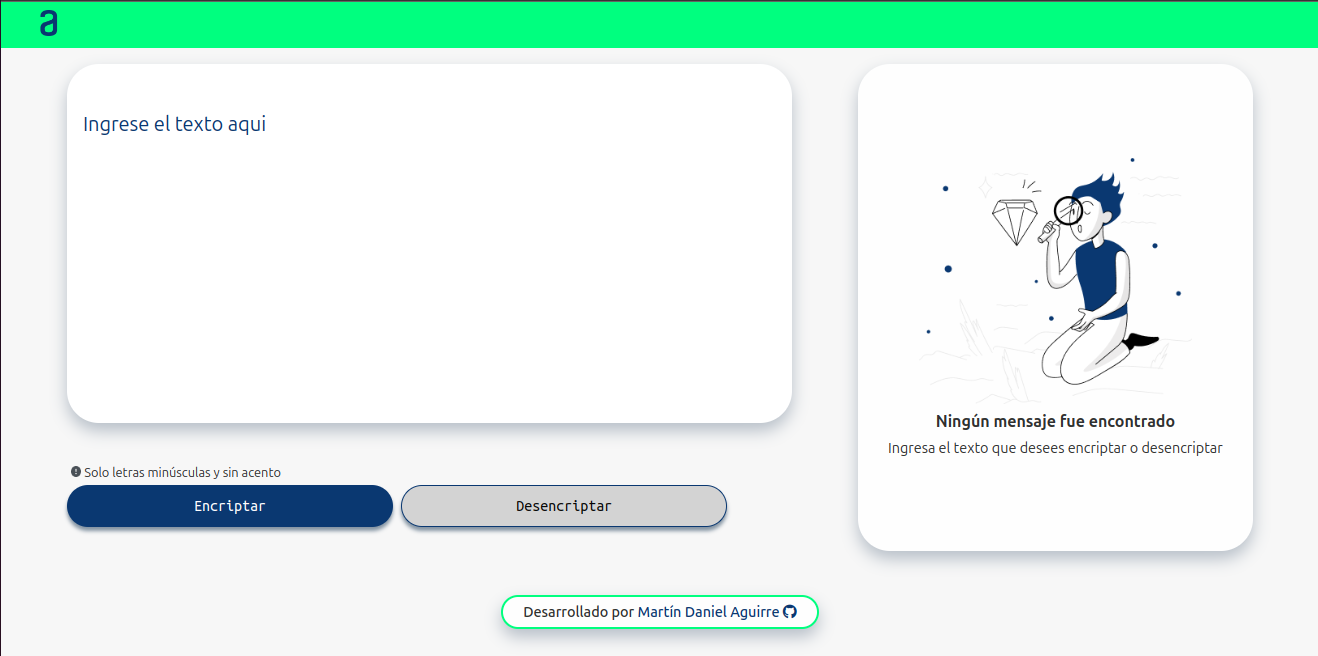 a
Ingrese el texto aqui
Ningún mensaje fue encontrado
Ingresa el texto que desees encriptar o desencriptar
Solo letras minúsculas y sin acento
Encriptar
Desencriptar
Desarrollado por Martín Daniel Aguirre